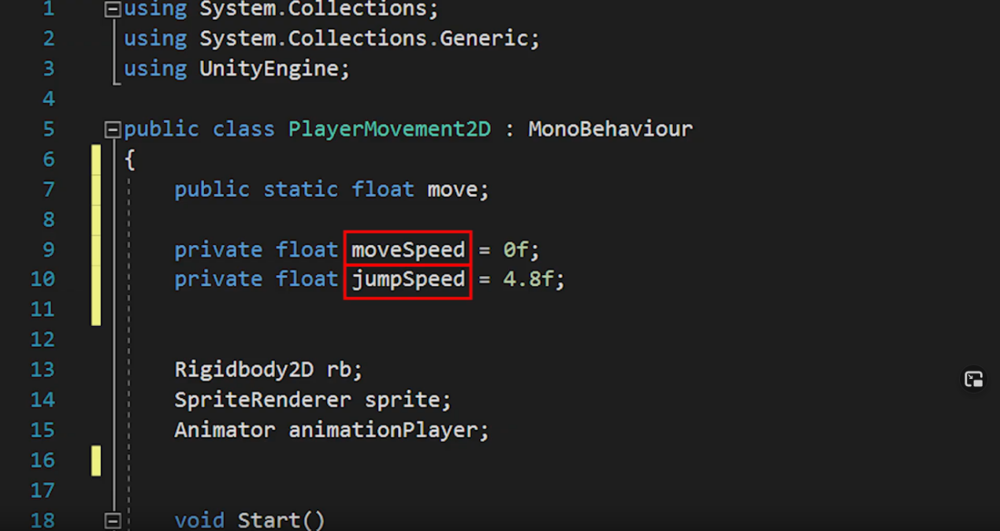 1 using System.Collections;
2 using System.Collections.Generic;
3 using UnityEngine;
4
5 public class PlayerMovement2D : MonoBehaviour
6 {
7 public static float move;
8
9 private float moveSpeed = 0f;
10 private float jumpSpeed = 4.8f;
11
12
13 Rigidbody2D rb;
14 SpriteRenderer sprite;
15 Animator animationPlayer;
16
17
18 void Start()